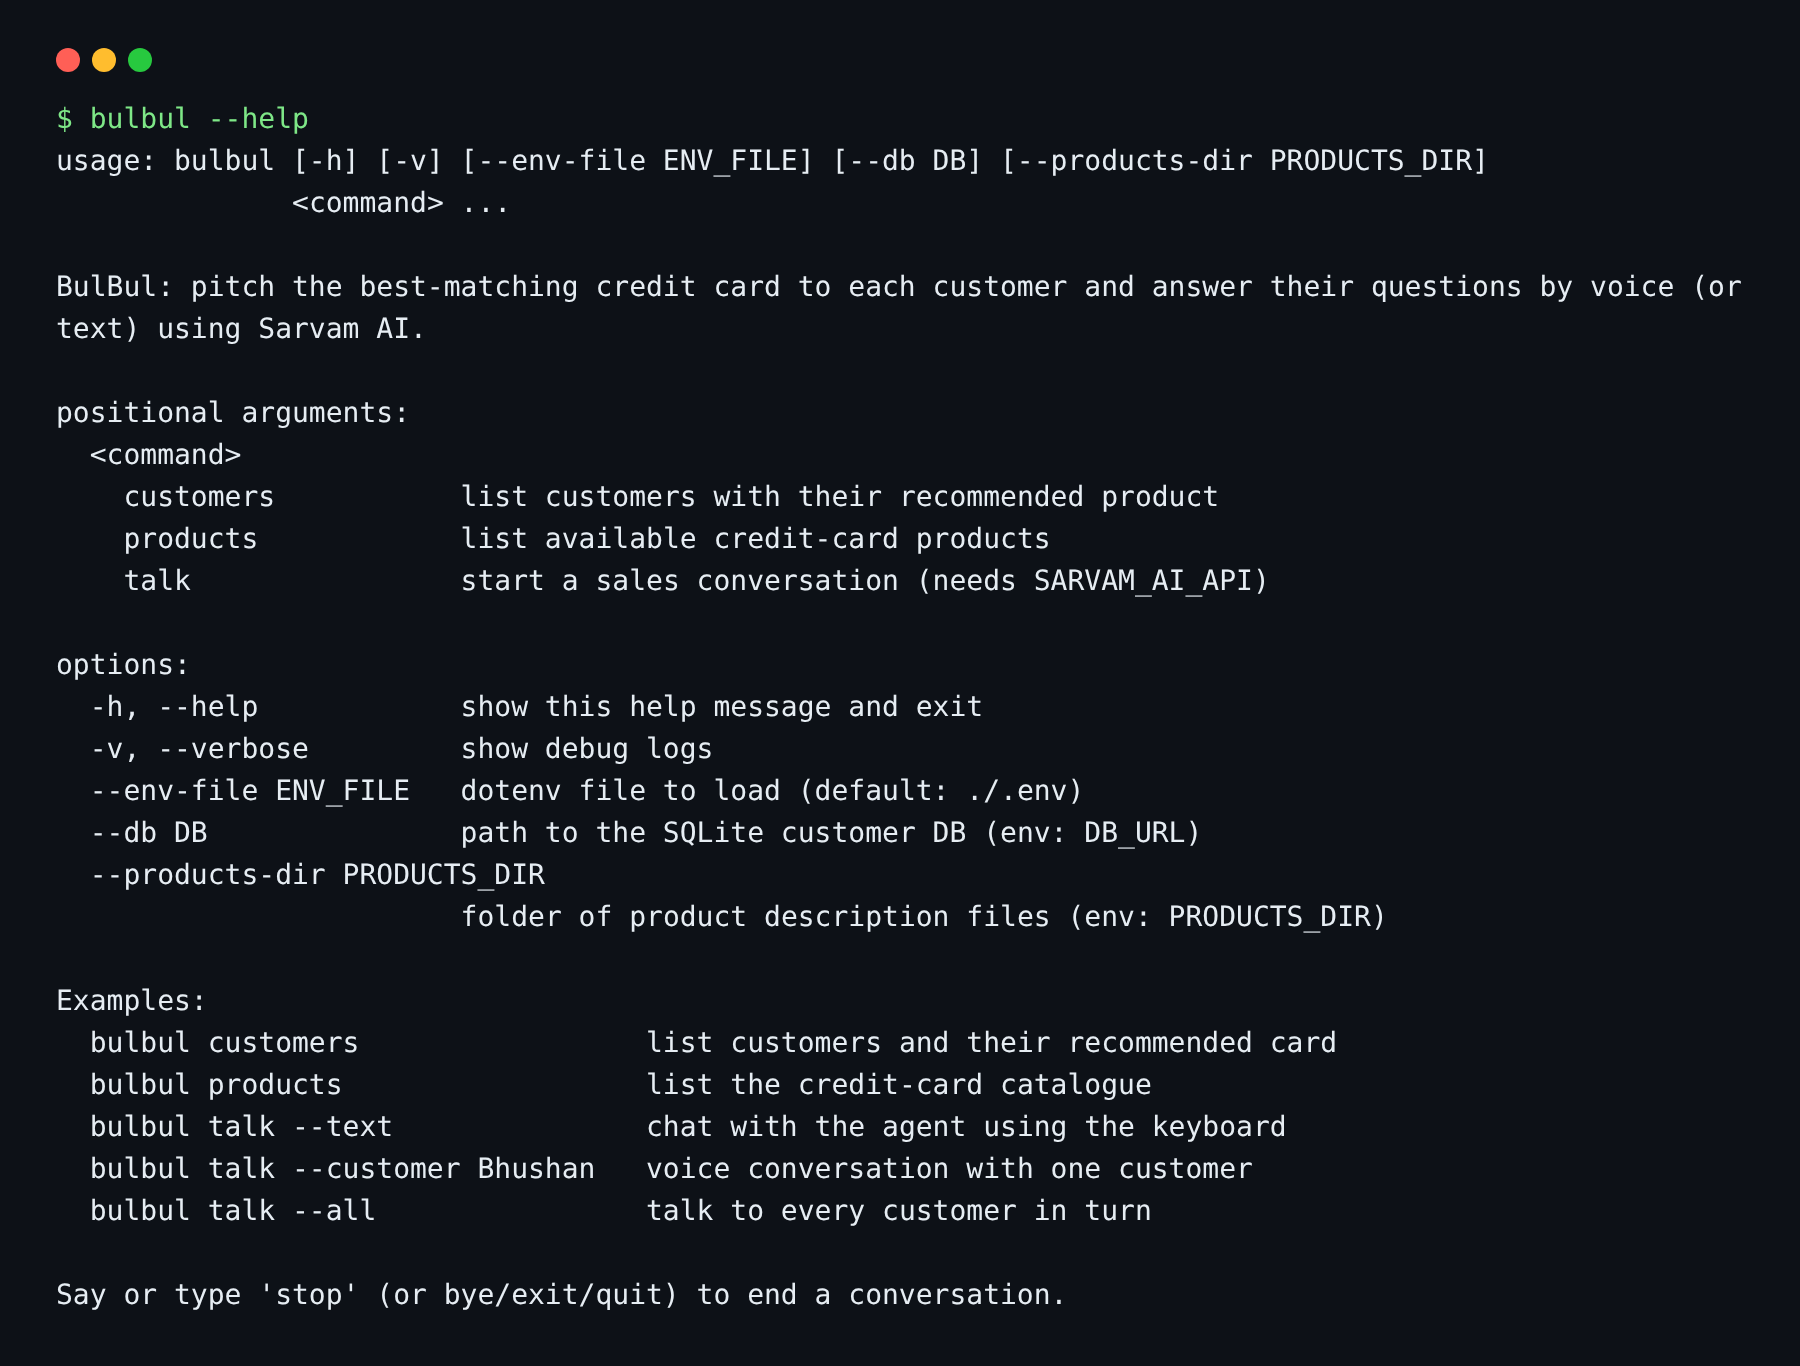 $ bulbul --help
usage: bulbul [-h] [-v] [--env-file ENV_FILE] [--db DB] [--products-dir PRODUCTS_DIR]
              <command> ...

BulBul: pitch the best-matching credit card to each customer and answer their questions by voice (or
text) using Sarvam AI.

positional arguments:
  <command>
    customers           list customers with their recommended product
    products            list available credit-card products
    talk                start a sales conversation (needs SARVAM_AI_API)

options:
  -h, --help            show this help message and exit
  -v, --verbose         show debug logs
  --env-file ENV_FILE   dotenv file to load (default: ./.env)
  --db DB               path to the SQLite customer DB (env: DB_URL)
  --products-dir PRODUCTS_DIR
                        folder of product description files (env: PRODUCTS_DIR)

Examples:
  bulbul customers                 list customers and their recommended card
  bulbul products                  list the credit-card catalogue
  bulbul talk --text               chat with the agent using the keyboard
  bulbul talk --customer Bhushan   voice conversation with one customer
  bulbul talk --all                talk to every customer in turn

Say or type 'stop' (or bye/exit/quit) to end a conversation.